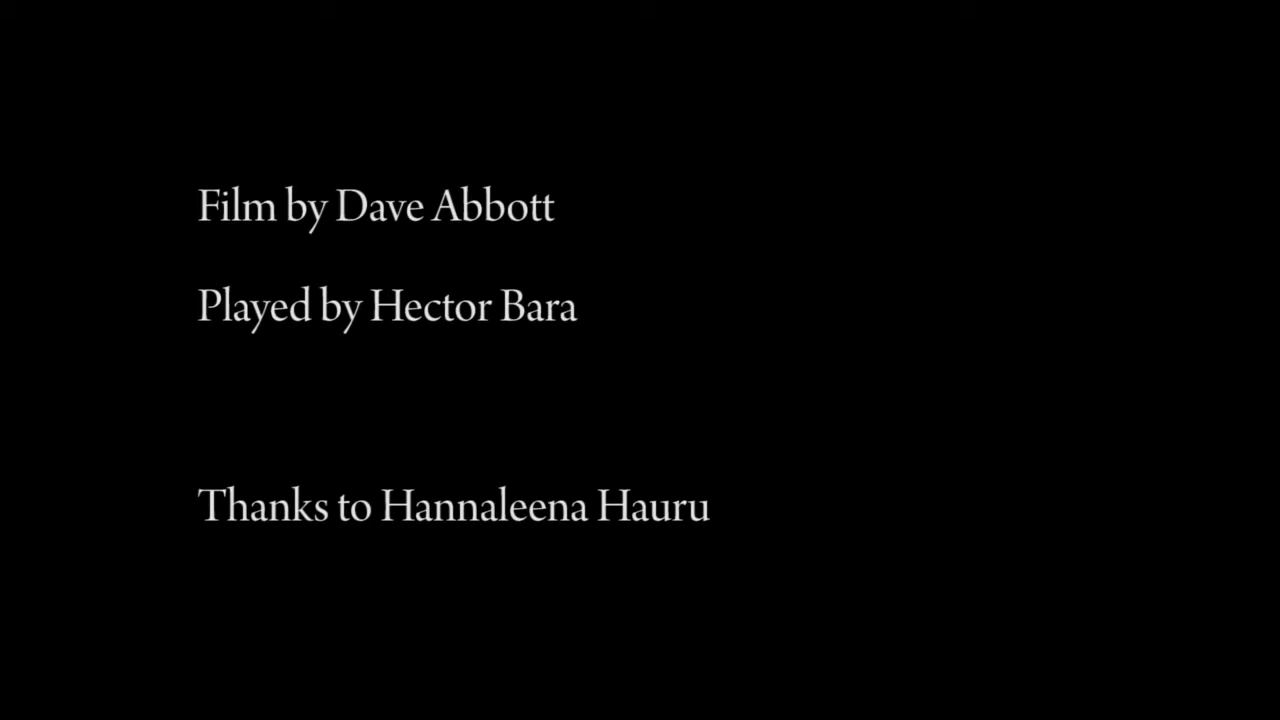 Film by Dave Abbott
Played by Hector Bara
Thanks to Hannaleena Hauru